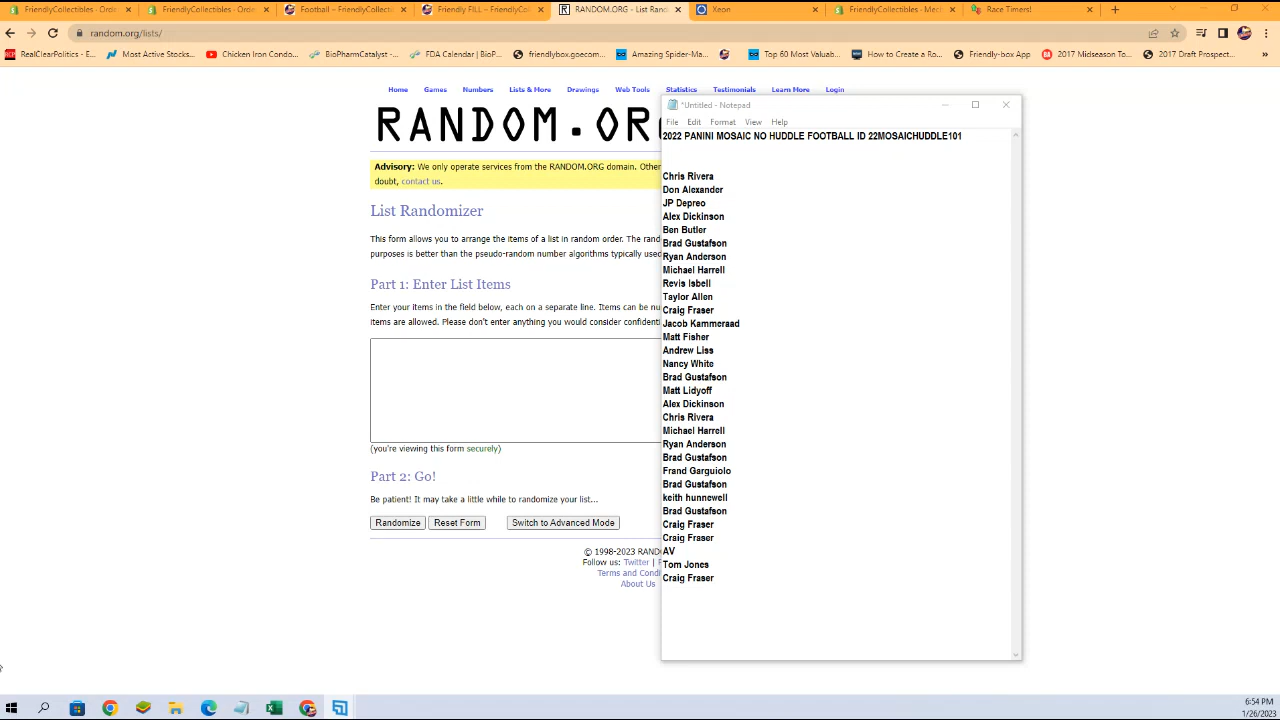 FriendlyCollectibles - Ord
FriendlyCollectibles - Ord
Football – FriendlyCollect
Friendly FILL – FriendlyCo
RANDOM.ORG - List Ran
Xeon
FriendlyCollectibles - Mec
Race Timers!
random.org/lists/
RealClearPolitics - E...
Most Active Stocks...
Chicken Iron Condo...
BioPharmCatalyst -...
FDA Calendar | BioP...
friendlybox.goecom...
Amazing Spider-Ma...
Top 60 Most Valuab...
How to Create a Ro...
Friendly-box App
2017 Midseason To...
2017 Draft Prospect...
Home Games Numbers Lists & More Drawings Web Tools Statistics Testimonials Learn More Login
RANDOM.OR
Advisory: We only operate services from the RANDOM.ORG domain. Other
doubt, contact us.
List Randomizer
This form allows you to arrange the items of a list in random order. The rand
purposes is better than the pseudo-random number algorithms typically used
Part 1: Enter List Items
Enter your items in the field below, each on a separate line. Items can be nu
items are allowed. Please don't enter anything you would consider confidenti
(you're viewing this form securely)
Part 2: Go!
Be patient! It may take a little while to randomize your list...
Randomize Reset Form Switch to Advanced Mode
© 1998-2023 RAND
Follow us: Twitter |
Terms and Condi
About Us
*Untitled - Notepad
File Edit Format View Help
2022 PANINI MOSAIC NO HUDDLE FOOTBALL ID 22MOSAICHUDDLE101
Chris Rivera
Don Alexander
JP Depreo
Alex Dickinson
Ben Butler
Brad Gustafson
Ryan Anderson
Michael Harrell
Revis Isbell
Taylor Allen
Craig Fraser
Jacob Kammeraad
Matt Fisher
Andrew Liss
Nancy White
Brad Gustafson
Matt Lidyoff
Alex Dickinson
Chris Rivera
Michael Harrell
Ryan Anderson
Brad Gustafson
Frand Garguiolo
Brad Gustafson
keith hunnewell
Brad Gustafson
Craig Fraser
Craig Fraser
AV
Tom Jones
Craig Fraser
6:54 PM
1/26/2023